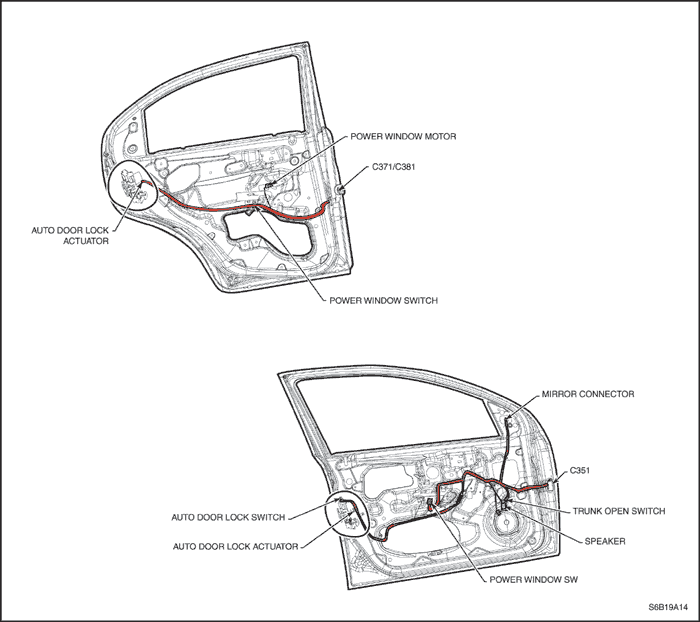 POWER WINDOW MOTOR
C371/C381
AUTO DOOR LOCK
ACTUATOR
POWER WINDOW SWITCH
MIRROR CONNECTOR
C351
AUTO DOOR LOCK SWITCH
TRUNK OPEN SWITCH
AUTO DOOR LOCK ACTUATOR
SPEAKER
POWER WINDOW SW
S6B19A14